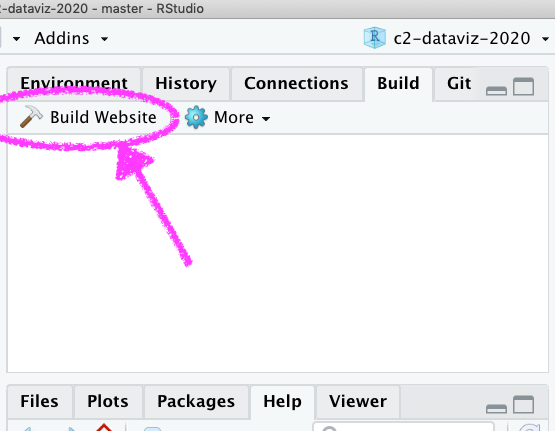 2-dataviz-2020 - master - RStudio
Addins c2-dataviz-2020
Environment History Connections Build Git
Build Website More
Files Plots Packages Help Viewer